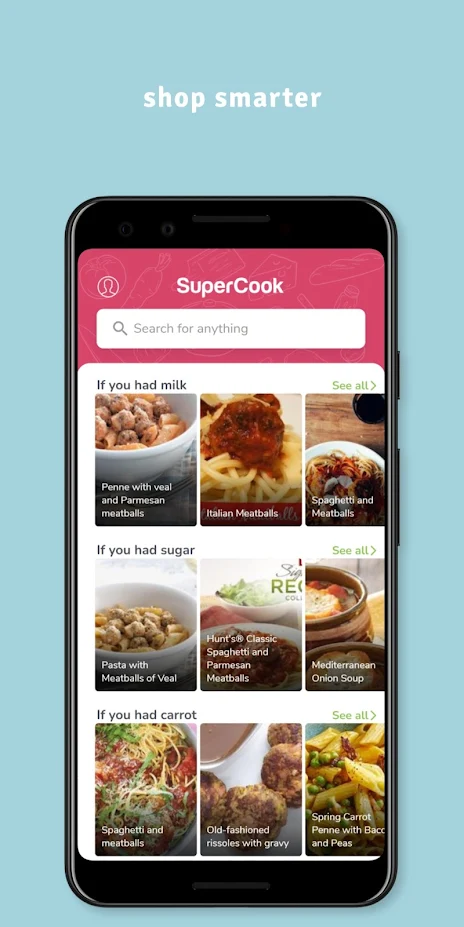 shop smarter
SuperCook
Search for anything
If you had milk
See all
Penne with veal
and Parmesan
meatballs
Italian Meatballs
Spaghetti and
Meatballs
If you had sugar
See all
Pasta with
Meatballs of Veal
Hunt's® Classic
Spaghetti and
Parmesan
Meatballs
Mediterranean
Onion Soup
If you had carrot
See all
Spaghetti and
meatballs
Old-fashioned
rissoles with gravy
Spring Carrot
Penne with Bacc
and Peas